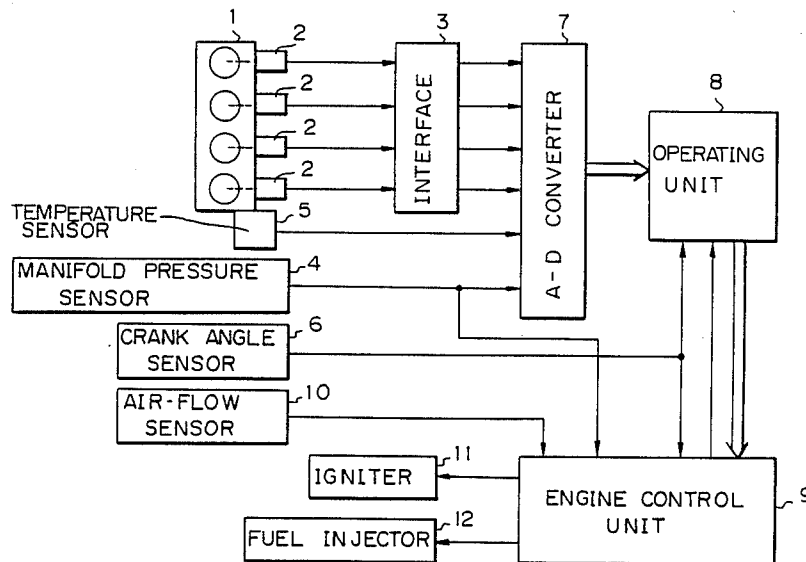 1
2
3
7
2
8
2
2
INTERFACE
A-D CONVERTER
OPERATING
UNIT
TEMPERATURE
SENSOR
5
MANIFOLD PRESSURE
SENSOR
4
CRANK ANGLE
SENSOR
6
AIR-FLOW
SENSOR
10
IGNITER
11
ENGINE CONTROL
UNIT
9
FUEL INJECTOR
12